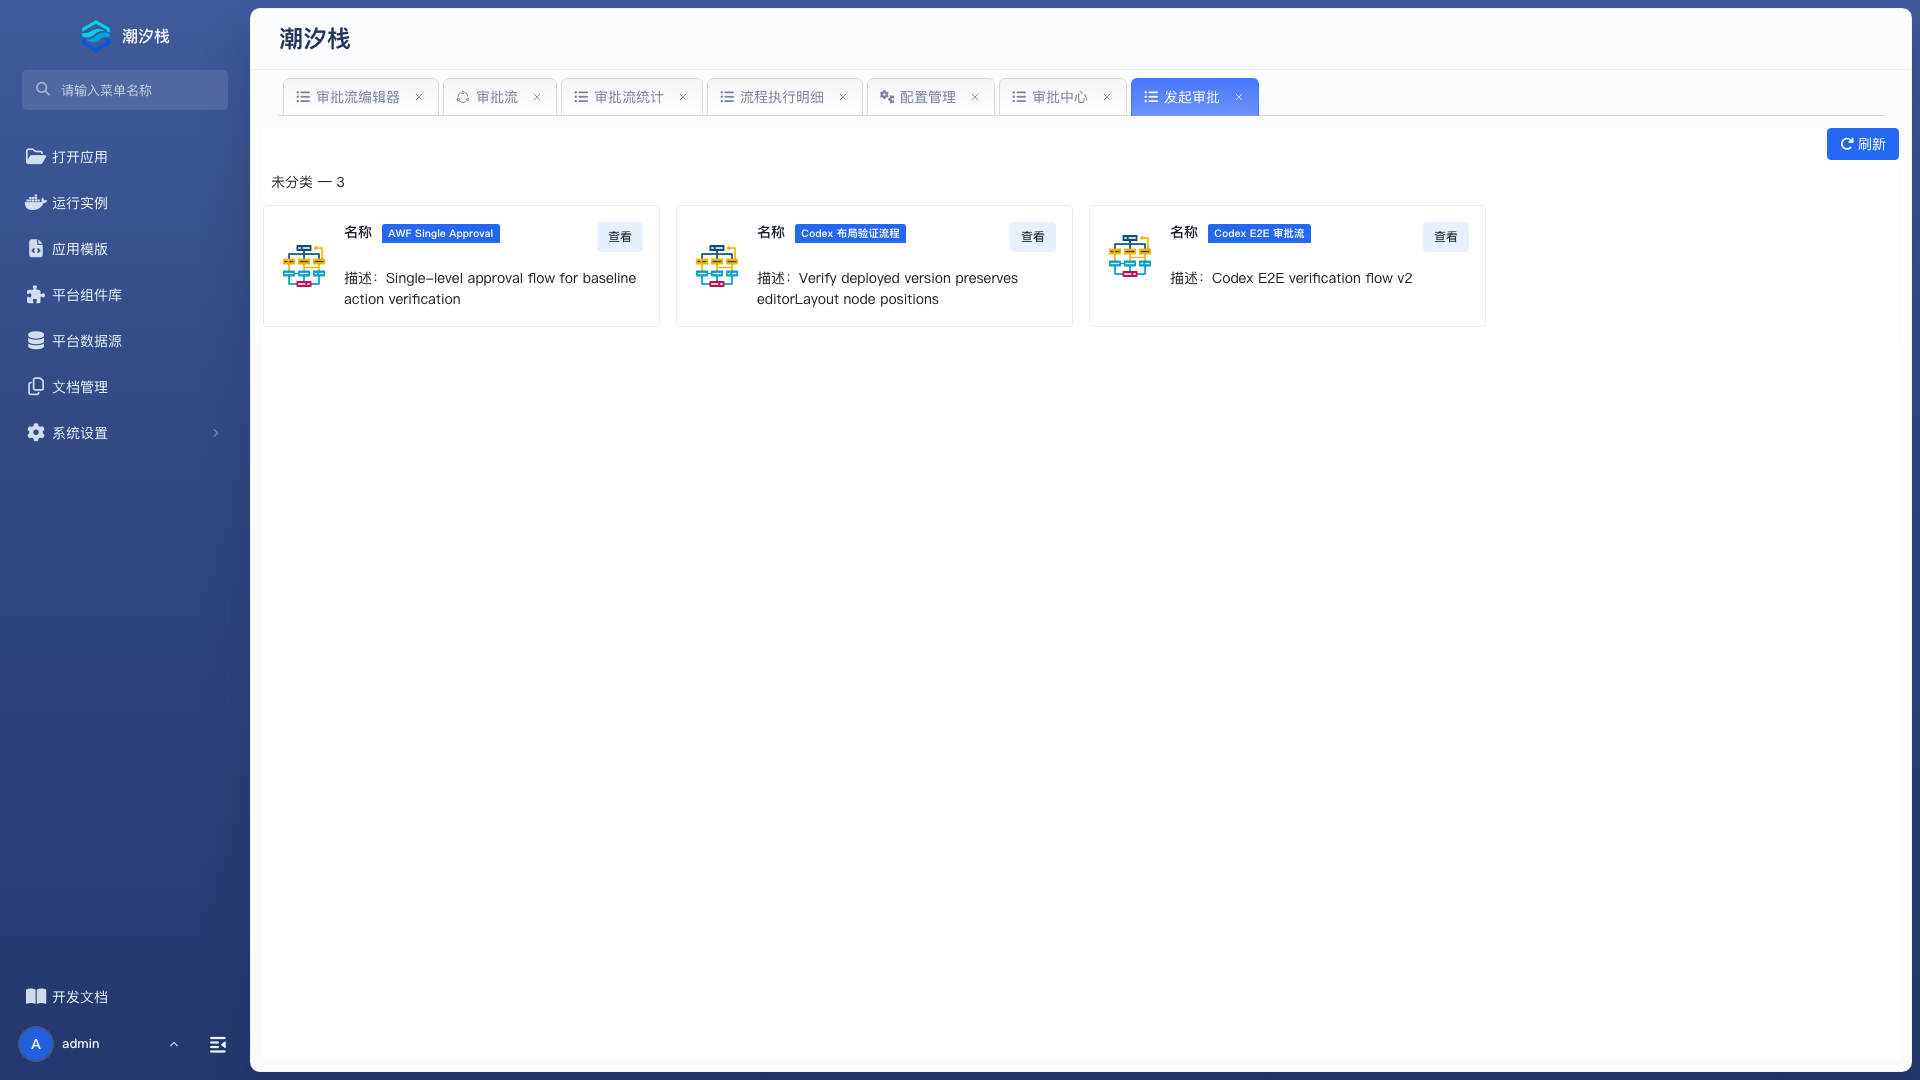 潮汐栈
请输入菜单名称
打开应用
运行实例
应用模版
平台组件库
平台数据源
文档管理
系统设置
开发文档
A admin
潮汐栈
审批流编辑器 审批流 审批流统计 流程执行明细 配置管理 审批中心 发起审批
刷新
未分类 — 3
名称 AWF Single Approval 查看
描述：Single-level approval flow for baseline
action verification
名称 Codex 布局验证流程 查看
描述：Verify deployed version preserves
editorLayout node positions
名称 Codex E2E 审批流 查看
描述：Codex E2E verification flow v2